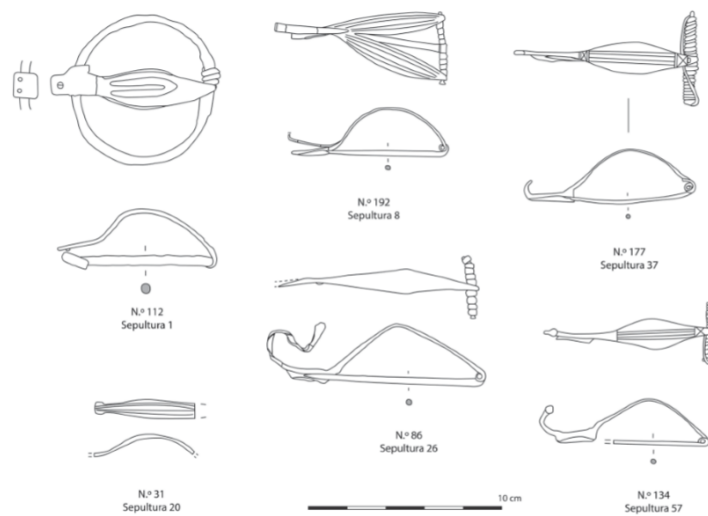 N.º 192
Sepultura 8
N.º 177
Sepultura 37
N.º 112
Sepultura 1
N.º 86
Sepultura 26
N.º 31
Sepultura 20
10 cm
N.º 134
Sepultura 57